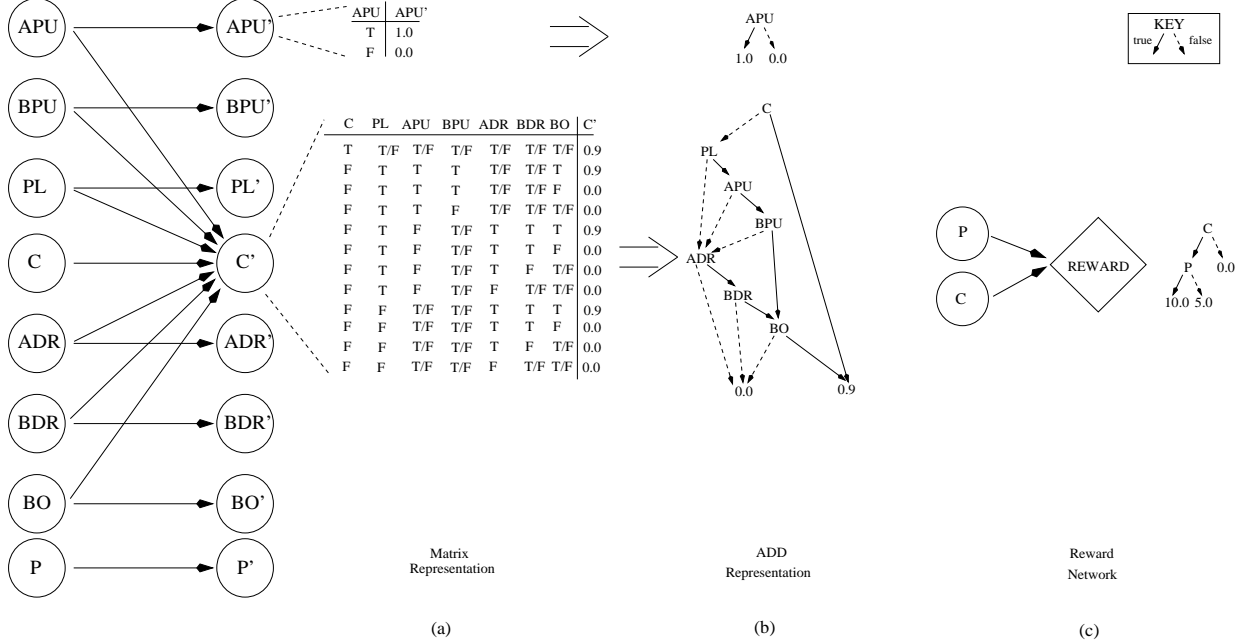 APU
APU'
BPU
BPU'
PL
PL'
C
C'
ADR
ADR'
BDR
BDR'
BO
BO'
P
P'
APU APU'
T 1.0
F 0.0
C PL APU BPU ADR BDR BO C'
T T/F T/F T/F T/F T/F T/F 0.9
F T T T T/F T/F T 0.9
F T T T T/F T/F F 0.0
F T T F T/F T/F T/F 0.0
F T F T/F T T T 0.9
F T F T/F T T F 0.0
F T F T/F T F T/F 0.0
F T F T/F F T/F T/F 0.0
F F T/F T/F T T T 0.9
F F T/F T/F T T F 0.0
F F T/F T/F T F T/F 0.0
F F T/F T/F F T/F T/F 0.0
Matrix
Representation
(a)
APU
1.0 0.0
C
PL
APU
BPU
ADR
BDR
BO
0.0
0.9
ADD
Representation
(b)
KEY
true false
P
C
REWARD
C
P 0.0
10.0 5.0
Reward
Network
(c)